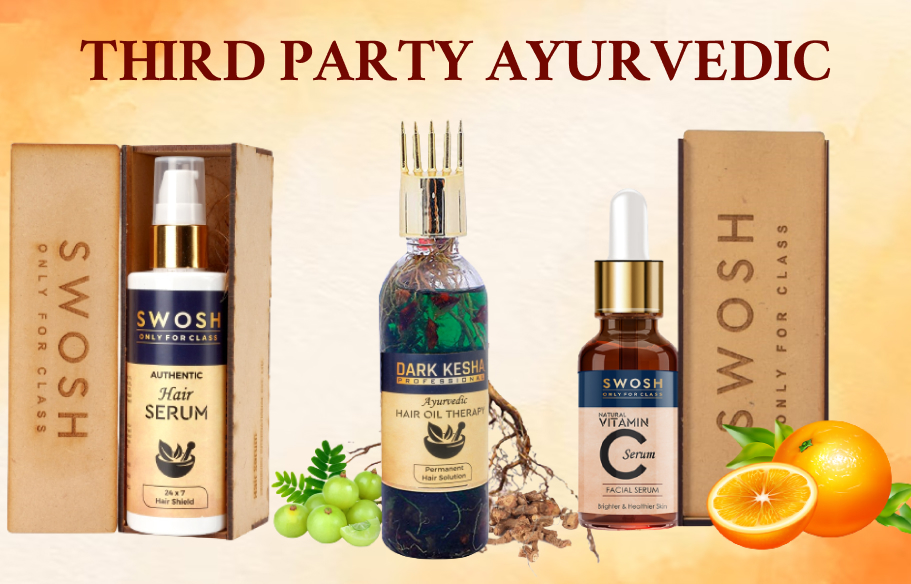 THIRD PARTY AYURVEDIC
SWOSH
ONLY FOR CLASS
SWOSH
ONLY FOR CLASS
AUTHENTIC
Hair
SERUM
24 x 7
Hair Shield
DARK KESHA
PROFESSIONAL
Ayurvedic
HAIR OIL THERAPY
Permanent
Hair Solution
SWOSH
ONLY FOR CLASS
NATURAL
VITAMIN
C Serum
FACIAL SERUM
Brighter & Healthier Skin
SWOSH
ONLY FOR CLASS